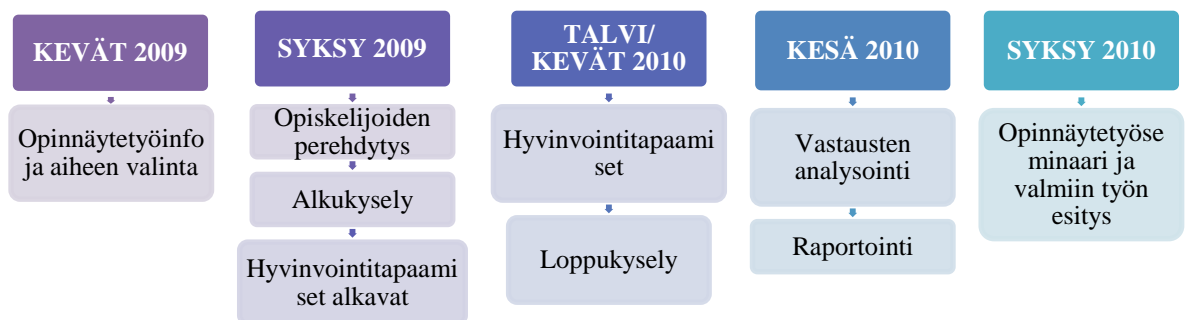 KEVÄT 2009
Opinnäytetyöinfo
ja aiheen valinta
SYKSY 2009
Opiskelijoiden
perehdytys
Alkukysely
Hyvinvointitapaami
set alkavat
TALVI/
KEVÄT 2010
Hyvinvointitapaami
set
Loppukysely
KESÄ 2010
Vastausten
analysointi
Raportointi
SYKSY 2010
Opinnäytetyöse
minaari ja
valmiin työn
esitys